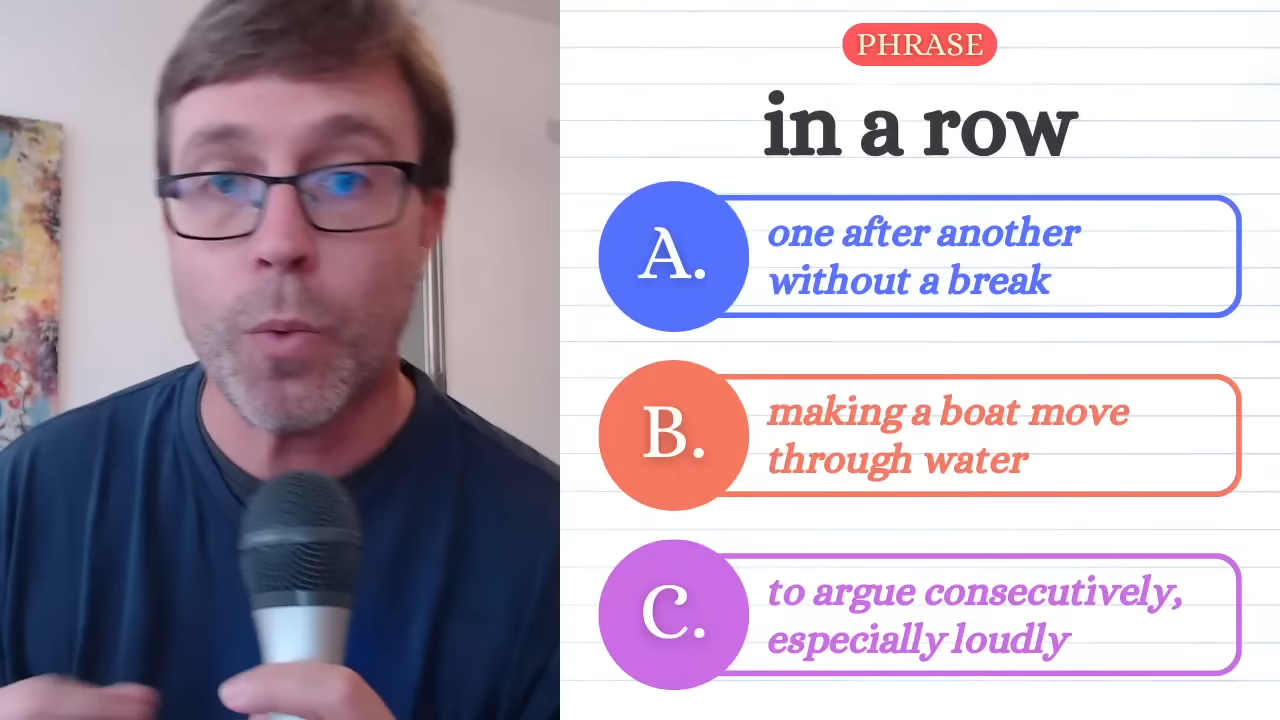 PHRASE
in a row
A.
one after another
without a break
B.
making a boat move
through water
C.
to argue consecutively,
especially loudly